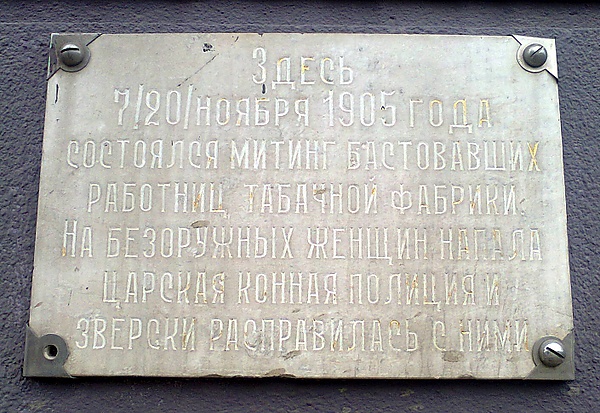 Здесь
7/20/ноября 1905 года
состоялся митинг бастовавших
работниц табачной фабрики.
На безоружных женщин напала
царская конная полиция и
зверски расправилась с ними